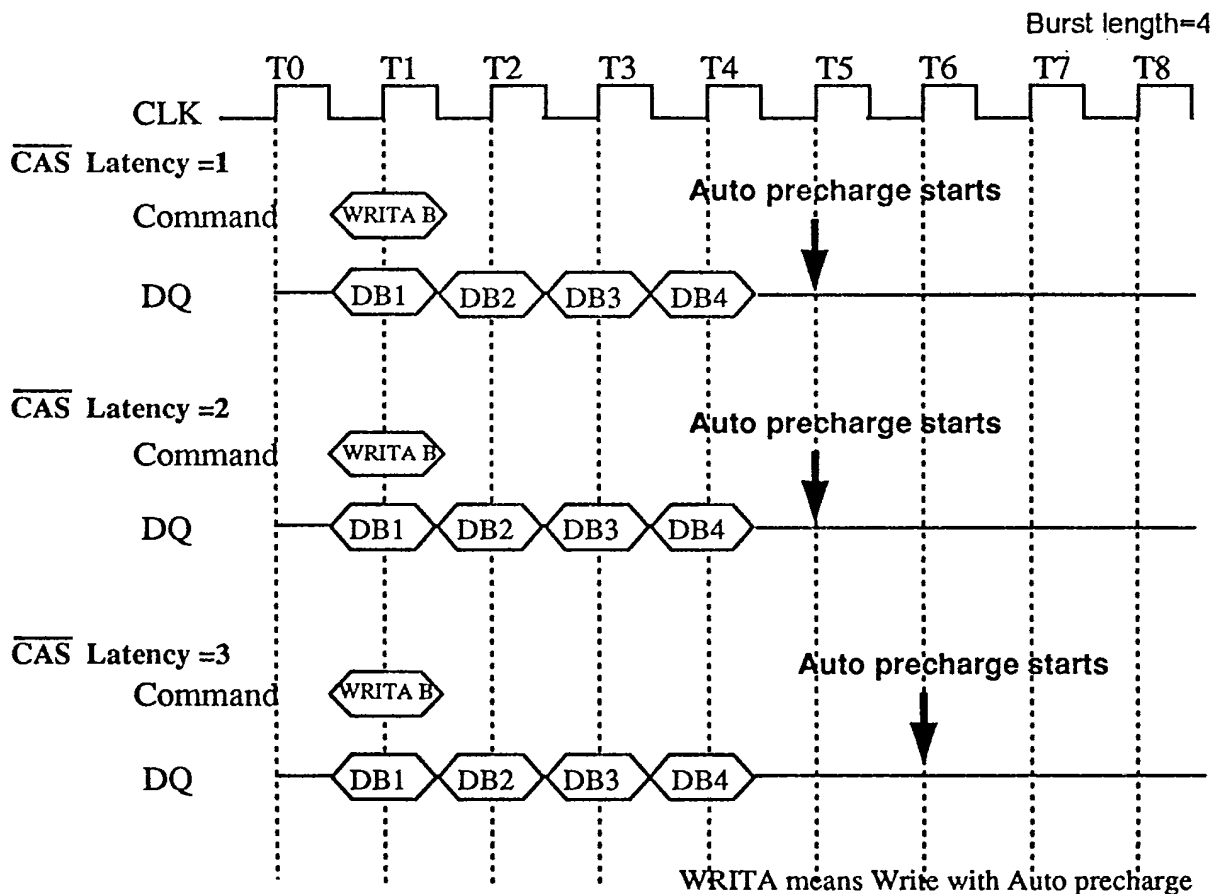 Burst length=4
T0 T1 T2 T3 T4 T5 T6 T7 T8
CLK
CAS Latency =1
Auto precharge starts
Command WRITA B
DQ DB1 DB2 DB3 DB4
CAS Latency =2
Auto precharge starts
Command WRITA B
DQ DB1 DB2 DB3 DB4
CAS Latency =3
Auto precharge starts
Command WRITA B
DQ DB1 DB2 DB3 DB4
WRITA means Write with Auto precharge